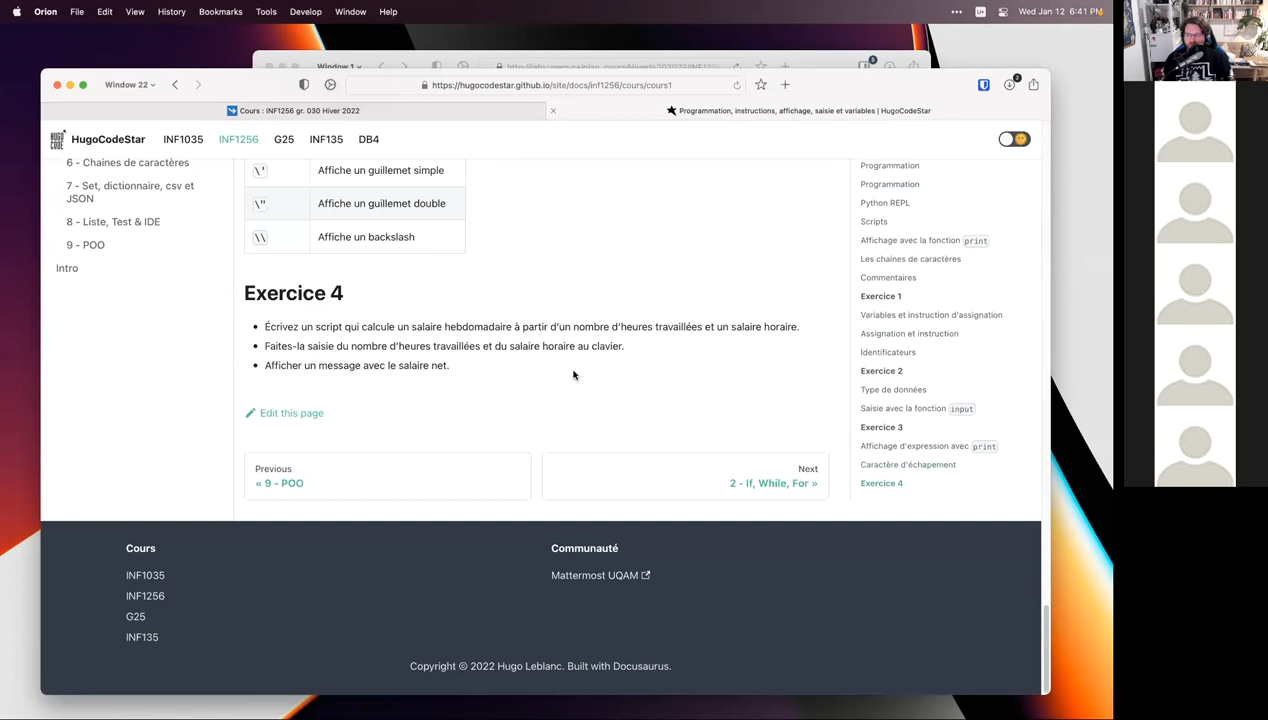 Orion File Edit View History Bookmarks Tools Develop Window Help
Wed Jan 12 6:41 PM
Window 1
Window 22
https://hugocodestar.github.io/site/docs/inf1256/cours/cours1
Cours : INF1256 gr. 030 Hiver 2022
Programmation, instructions, affichage, saisie et variables | HugoCodeStar
HugoCodeStar INF1035 INF1256 G25 INF135 DB4
6 - Chaines de caractères
7 - Set, dictionnaire, csv et
JSON
8 - Liste, Test & IDE
9 - POO
Intro
\' Affiche un guillemet simple
\" Affiche un guillemet double
\\ Affiche un backslash
Exercice 4
Écrivez un script qui calcule un salaire hebdomadaire à partir d'un nombre d'heures travaillées et un salaire horaire.
Faites-la saisie du nombre d'heures travaillées et du salaire horaire au clavier.
Afficher un message avec le salaire net.
Edit this page
Previous
« 9 - POO
Next
2 - If, While, For »
Programmation
Programmation
Python REPL
Scripts
Affichage avec la fonction print
Les chaines de caractères
Commentaires
Exercice 1
Variables et instruction d'assignation
Assignation et instruction
Identificateurs
Exercice 2
Type de données
Saisie avec la fonction input
Exercice 3
Affichage d'expression avec print
Caractère d'échapement
Exercice 4
Cours
INF1035
INF1256
G25
INF135
Communauté
Mattermost UQAM
Copyright © 2022 Hugo Leblanc. Built with Docusaurus.